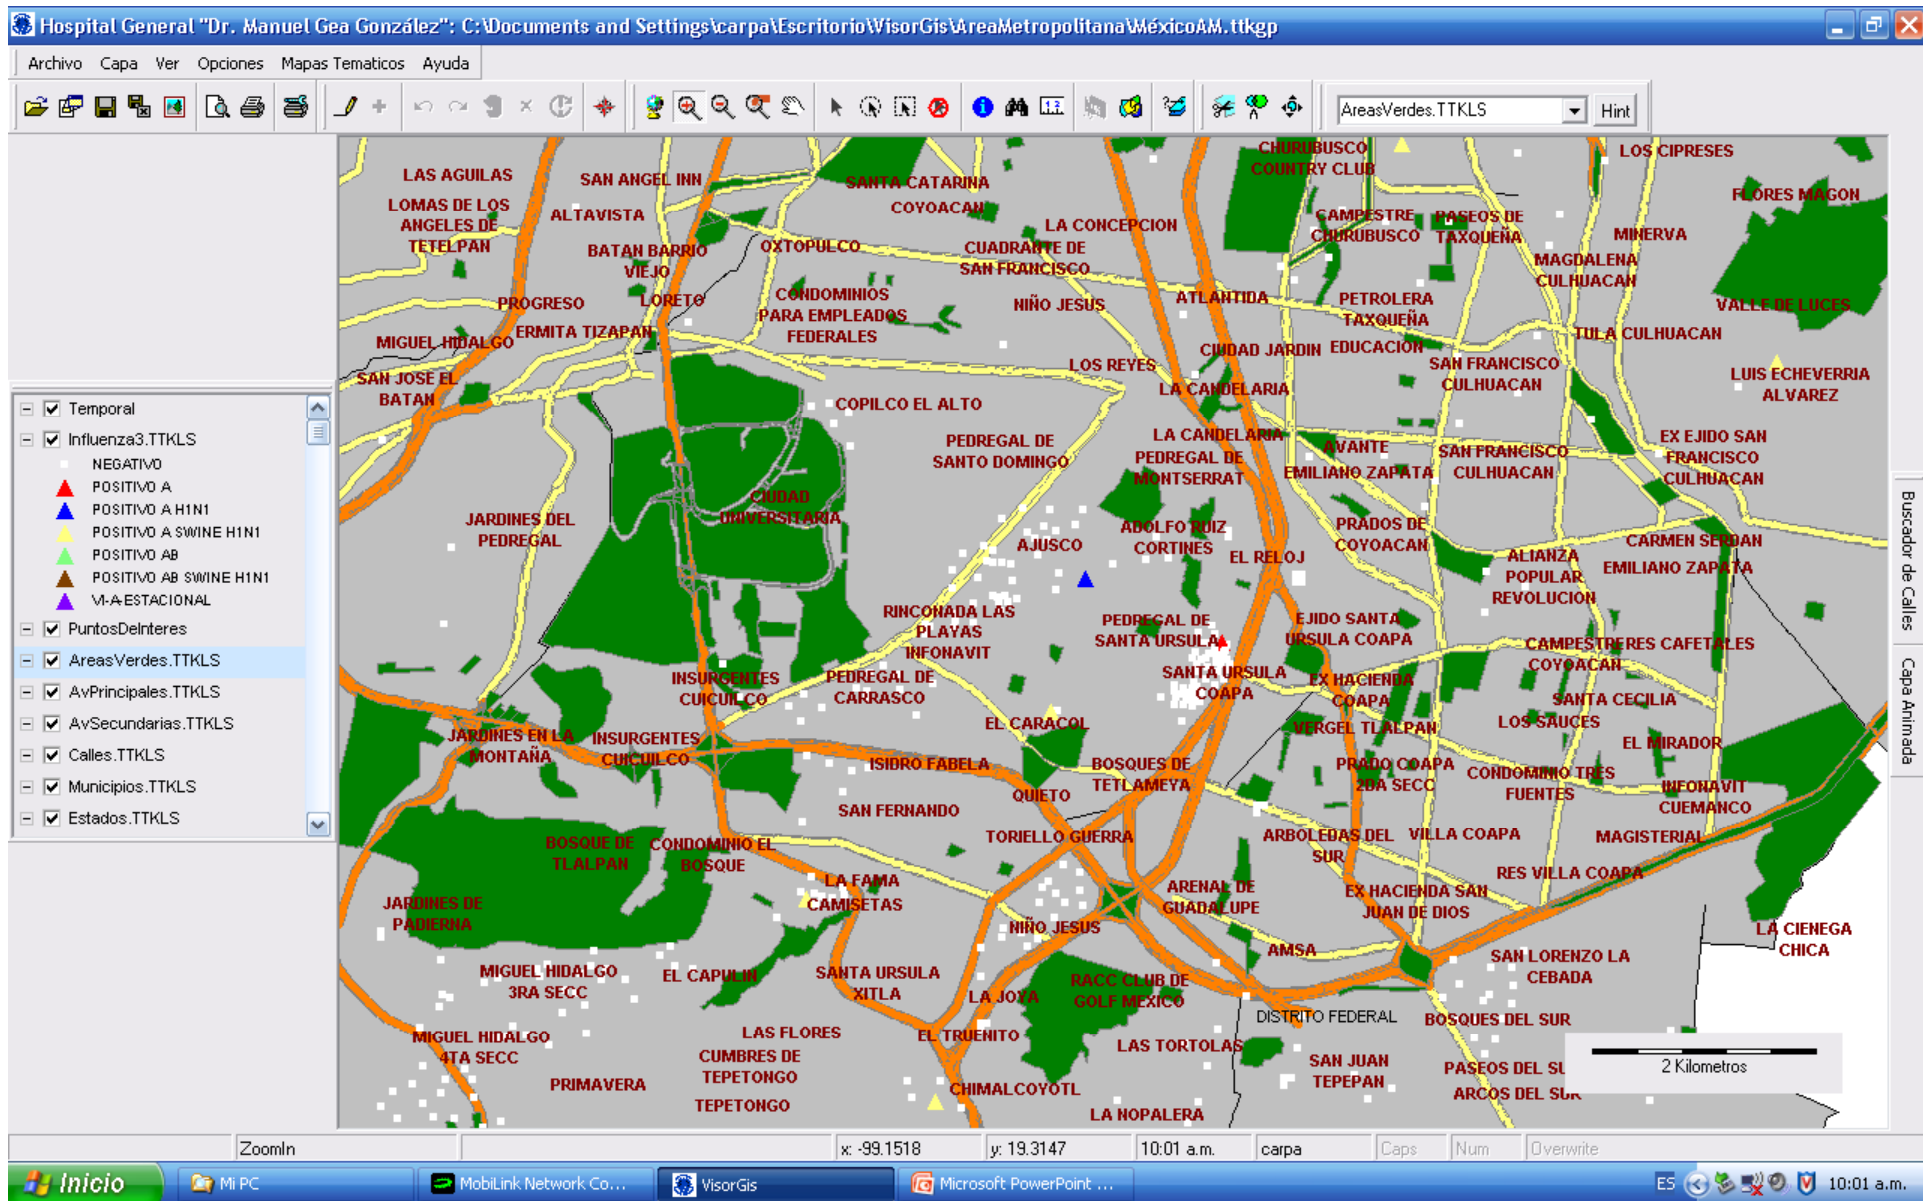 Hospital General "Dr. Manuel Gea González": C:\Documents and Settings\carpa\Escritorio\VisorGis\AreaMetropolitana\MéxicoAM.ttkgp
Archivo Capa Ver Opciones Mapas Tematicos Ayuda
AreasVerdes.TTKLS
Hint
Temporal
Influenza3.TTKLS
NEGATIVO
POSITIVO A
POSITIVO A H1N1
POSITIVO A SWINE H1N1
POSITIVO AB
POSITIVO AB SWINE H1N1
VI-A-ESTACIONAL
PuntosDeInteres
AreasVerdes.TTKLS
AvPrincipales.TTKLS
AvSecundarias.TTKLS
Calles.TTKLS
Municipios.TTKLS
Estados.TTKLS
LAS AGUILAS
SAN ANGEL INN
SANTA CATARINA
COYOACAN
CHURUBUSCO
COUNTRY CLUB
LOS CIPRESES
FLORES MAGON
LOMAS DE LOS
ANGELES DE
TETELPAN
ALTAVISTA
BATAN BARRIO
VIEJO
OXTOPULCO
LA CONCEPCION
CUADRANTE DE
SAN FRANCISCO
CAMPESTRE
CHURUBUSCO
PASEOS DE
TAXQUEÑA
MINERVA
MAGDALENA
CULHUACAN
PROGRESO
LORETO
CONDOMINIOS
PARA EMPLEADOS
FEDERALES
NIÑO JESUS
ATLANTIDA
PETROLERA
TAXQUEÑA
VALLE DE LUCES
MIGUEL HIDALGO
ERMITA TIZAPAN
TULA CULHUACAN
CIUDAD JARDIN
EDUCACION
SAN FRANCISCO
CULHUACAN
SAN JOSE EL
BATAN
LOS REYES
LA CANDELARIA
LUIS ECHEVERRIA
ALVAREZ
COPILCO EL ALTO
PEDREGAL DE
SANTO DOMINGO
LA CANDELARIA
PEDREGAL DE
MONTSERRAT
AVANTE
EMILIANO ZAPATA
SAN FRANCISCO
CULHUACAN
EX EJIDO SAN
FRANCISCO
CULHUACAN
CIUDAD
UNIVERSITARIA
JARDINES DEL
PEDREGAL
AJUSCO
ADOLFO RUIZ
CORTINES
EL RELOJ
PRADOS DE
COYOACAN
ALIANZA
POPULAR
REVOLUCION
CARMEN SERDAN
EMILIANO ZAPATA
RINCONADA LAS
PLAYAS
INFONAVIT
PEDREGAL DE
SANTA URSULA
EJIDO SANTA
URSULA COAPA
CAMPESTRERES CAFETALES
COYOACAN
INSURGENTES
CUICUILCO
PEDREGAL DE
CARRASCO
SANTA URSULA
COAPA
EX HACIENDA
COAPA
SANTA CECILIA
EL CARACOL
VERGEL TLALPAN
LOS SAUCES
EL MIRADOR
JARDINES EN LA
MONTAÑA
INSURGENTES
CUICUILCO
ISIDRO FABELA
BOSQUES DE
TETLAMEYA
PRADO COAPA
2DA SECC
CONDOMINIO TRES
FUENTES
INFONAVIT
CUEMANCO
QUIETO
SAN FERNANDO
TORIELLO GUERRA
ARBOLEDAS DEL
SUR
VILLA COAPA
MAGISTERIAL
BOSQUE DE
TLALPAN
CONDOMINIO EL
BOSQUE
LA FAMA
CAMISETAS
ARENAL DE
GUADALUPE
EX HACIENDA SAN
JUAN DE DIOS
RES VILLA COAPA
JARDINES DE
PADIERNA
NIÑO JESUS
AMSA
LA CIENEGA
CHICA
MIGUEL HIDALGO
3RA SECC
EL CAPULIN
SANTA URSULA
XITLA
LA JOYA
RACC CLUB DE
GOLF MEXICO
SAN LORENZO LA
CEBADA
DISTRITO FEDERAL
BOSQUES DEL SUR
MIGUEL HIDALGO
4TA SECC
LAS FLORES
EL TRUENITO
LAS TORTOLAS
CUMBRES DE
TEPETONGO
SAN JUAN
TEPEPAN
PASEOS DEL SU
ARCOS DEL SUR
PRIMAVERA
CHIMALCOYOTL
TEPETONGO
LA NOPALERA
2 Kilometros
Buscador de Calles
Capa Animada
ZoomIn
x: -99.1518
y: 19.3147
10:01 a.m.
carpa
Caps
Num
Overwrite
Inicio
Mi PC
MobiLink Network Co...
VisorGis
Microsoft PowerPoint ...
ES
10:01 a.m.